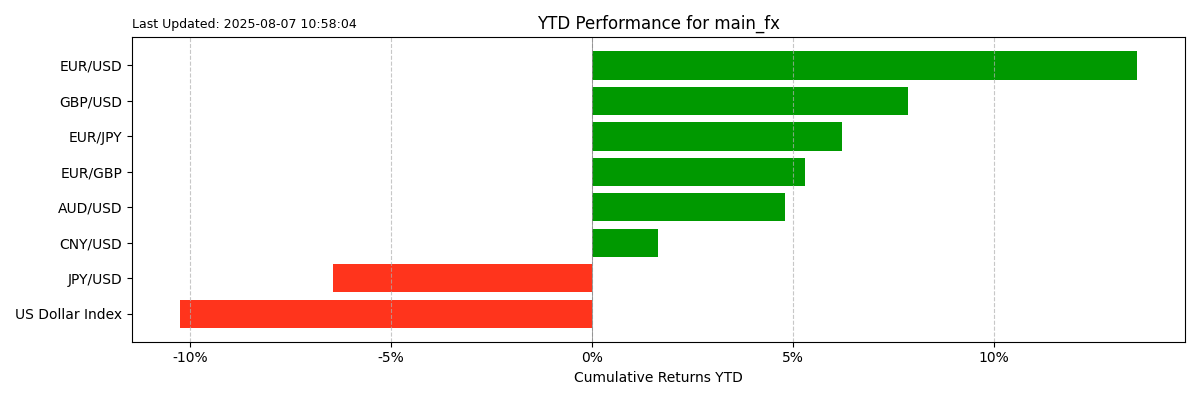 Last Updated: 2025-08-07 10:58:04
YTD Performance for main_fx
EUR/USD
GBP/USD
EUR/JPY
EUR/GBP
AUD/USD
CNY/USD
JPY/USD
US Dollar Index
-10%
-5%
0%
5%
10%
Cumulative Returns YTD